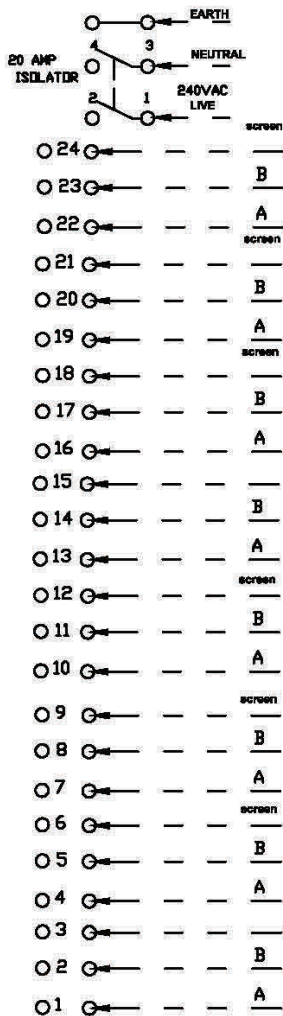 EARTH
4 3
20 AMP
ISOLATOR
NEUTRAL
2 1
240VAC
LIVE
screen
24
B
23
A
22
screen
21
B
20
A
19
screen
18
B
17
A
16
15
B
14
A
13
screen
12
B
11
A
10
screen
9
B
8
A
7
screen
6
B
5
A
4
3
B
2
A
1